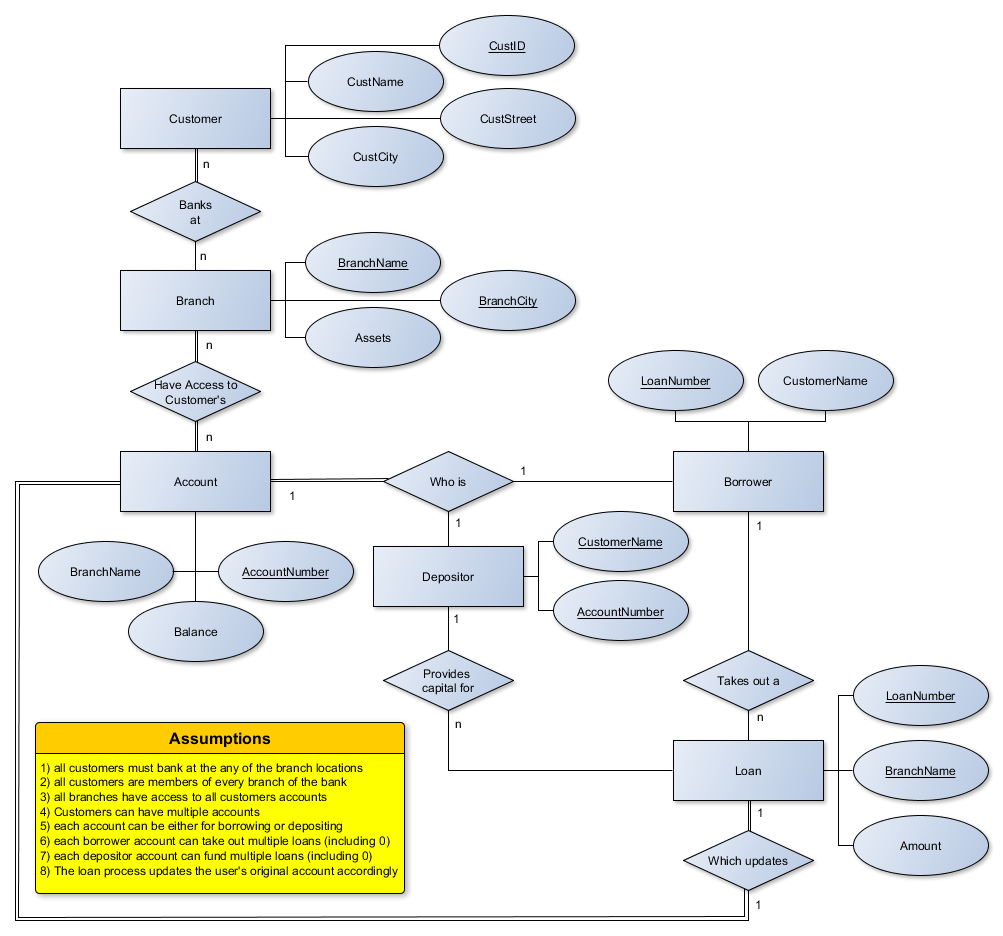 CustID
CustName
Customer
CustStreet
CustCity
n
Banks
at
n
BranchName
Branch
BranchCity
Assets
n
Have Access to
Customer's
n
LoanNumber
CustomerName
Account
1
Who is
1
Borrower
1
1
BranchName
AccountNumber
Balance
Depositor
CustomerName
AccountNumber
1
Provides
capital for
n
Takes out a
n
LoanNumber
Loan
BranchName
Amount
1
Which updates
1
Assumptions
1) all customers must bank at the any of the branch locations
2) all customers are members of every branch of the bank
3) all branches have access to all customers accounts
4) Customers can have multiple accounts
5) each account can be either for borrowing or depositing
6) each borrower account can take out multiple loans (including 0)
7) each depositor account can fund multiple loans (including 0)
8) The loan process updates the user's original account accordingly